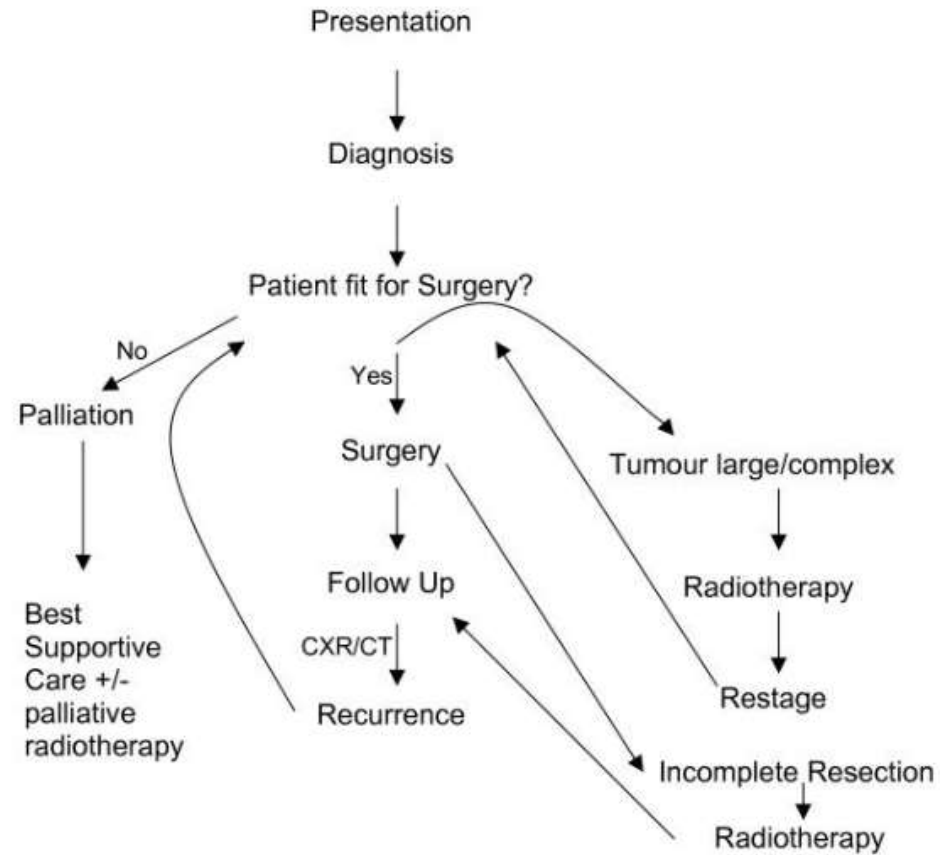 Presentation
Diagnosis
Patient fit for Surgery?
No
Yes
Palliation
Surgery
Tumour large/complex
Follow Up
Radiotherapy
Best
Supportive
Care +/-
palliative
radiotherapy
CXR/CT
Recurrence
Restage
Incomplete Resection
Radiotherapy